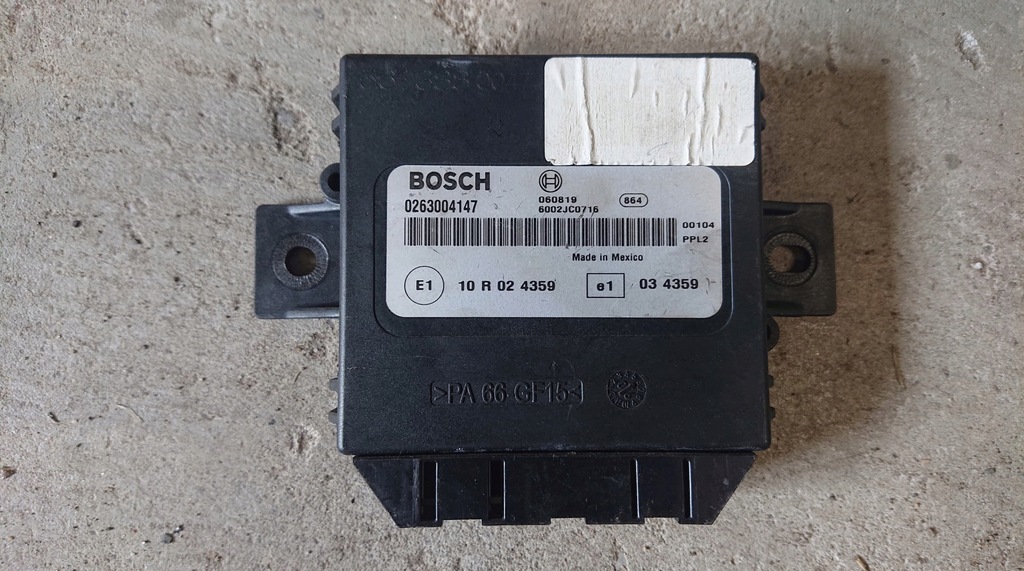 BOSCH
0263004147
060819
6002JC0716
864
00104
PPL2
Made in Mexico
E1 10 R 02 4359 e1 03 4359
>PA 66-GF15<